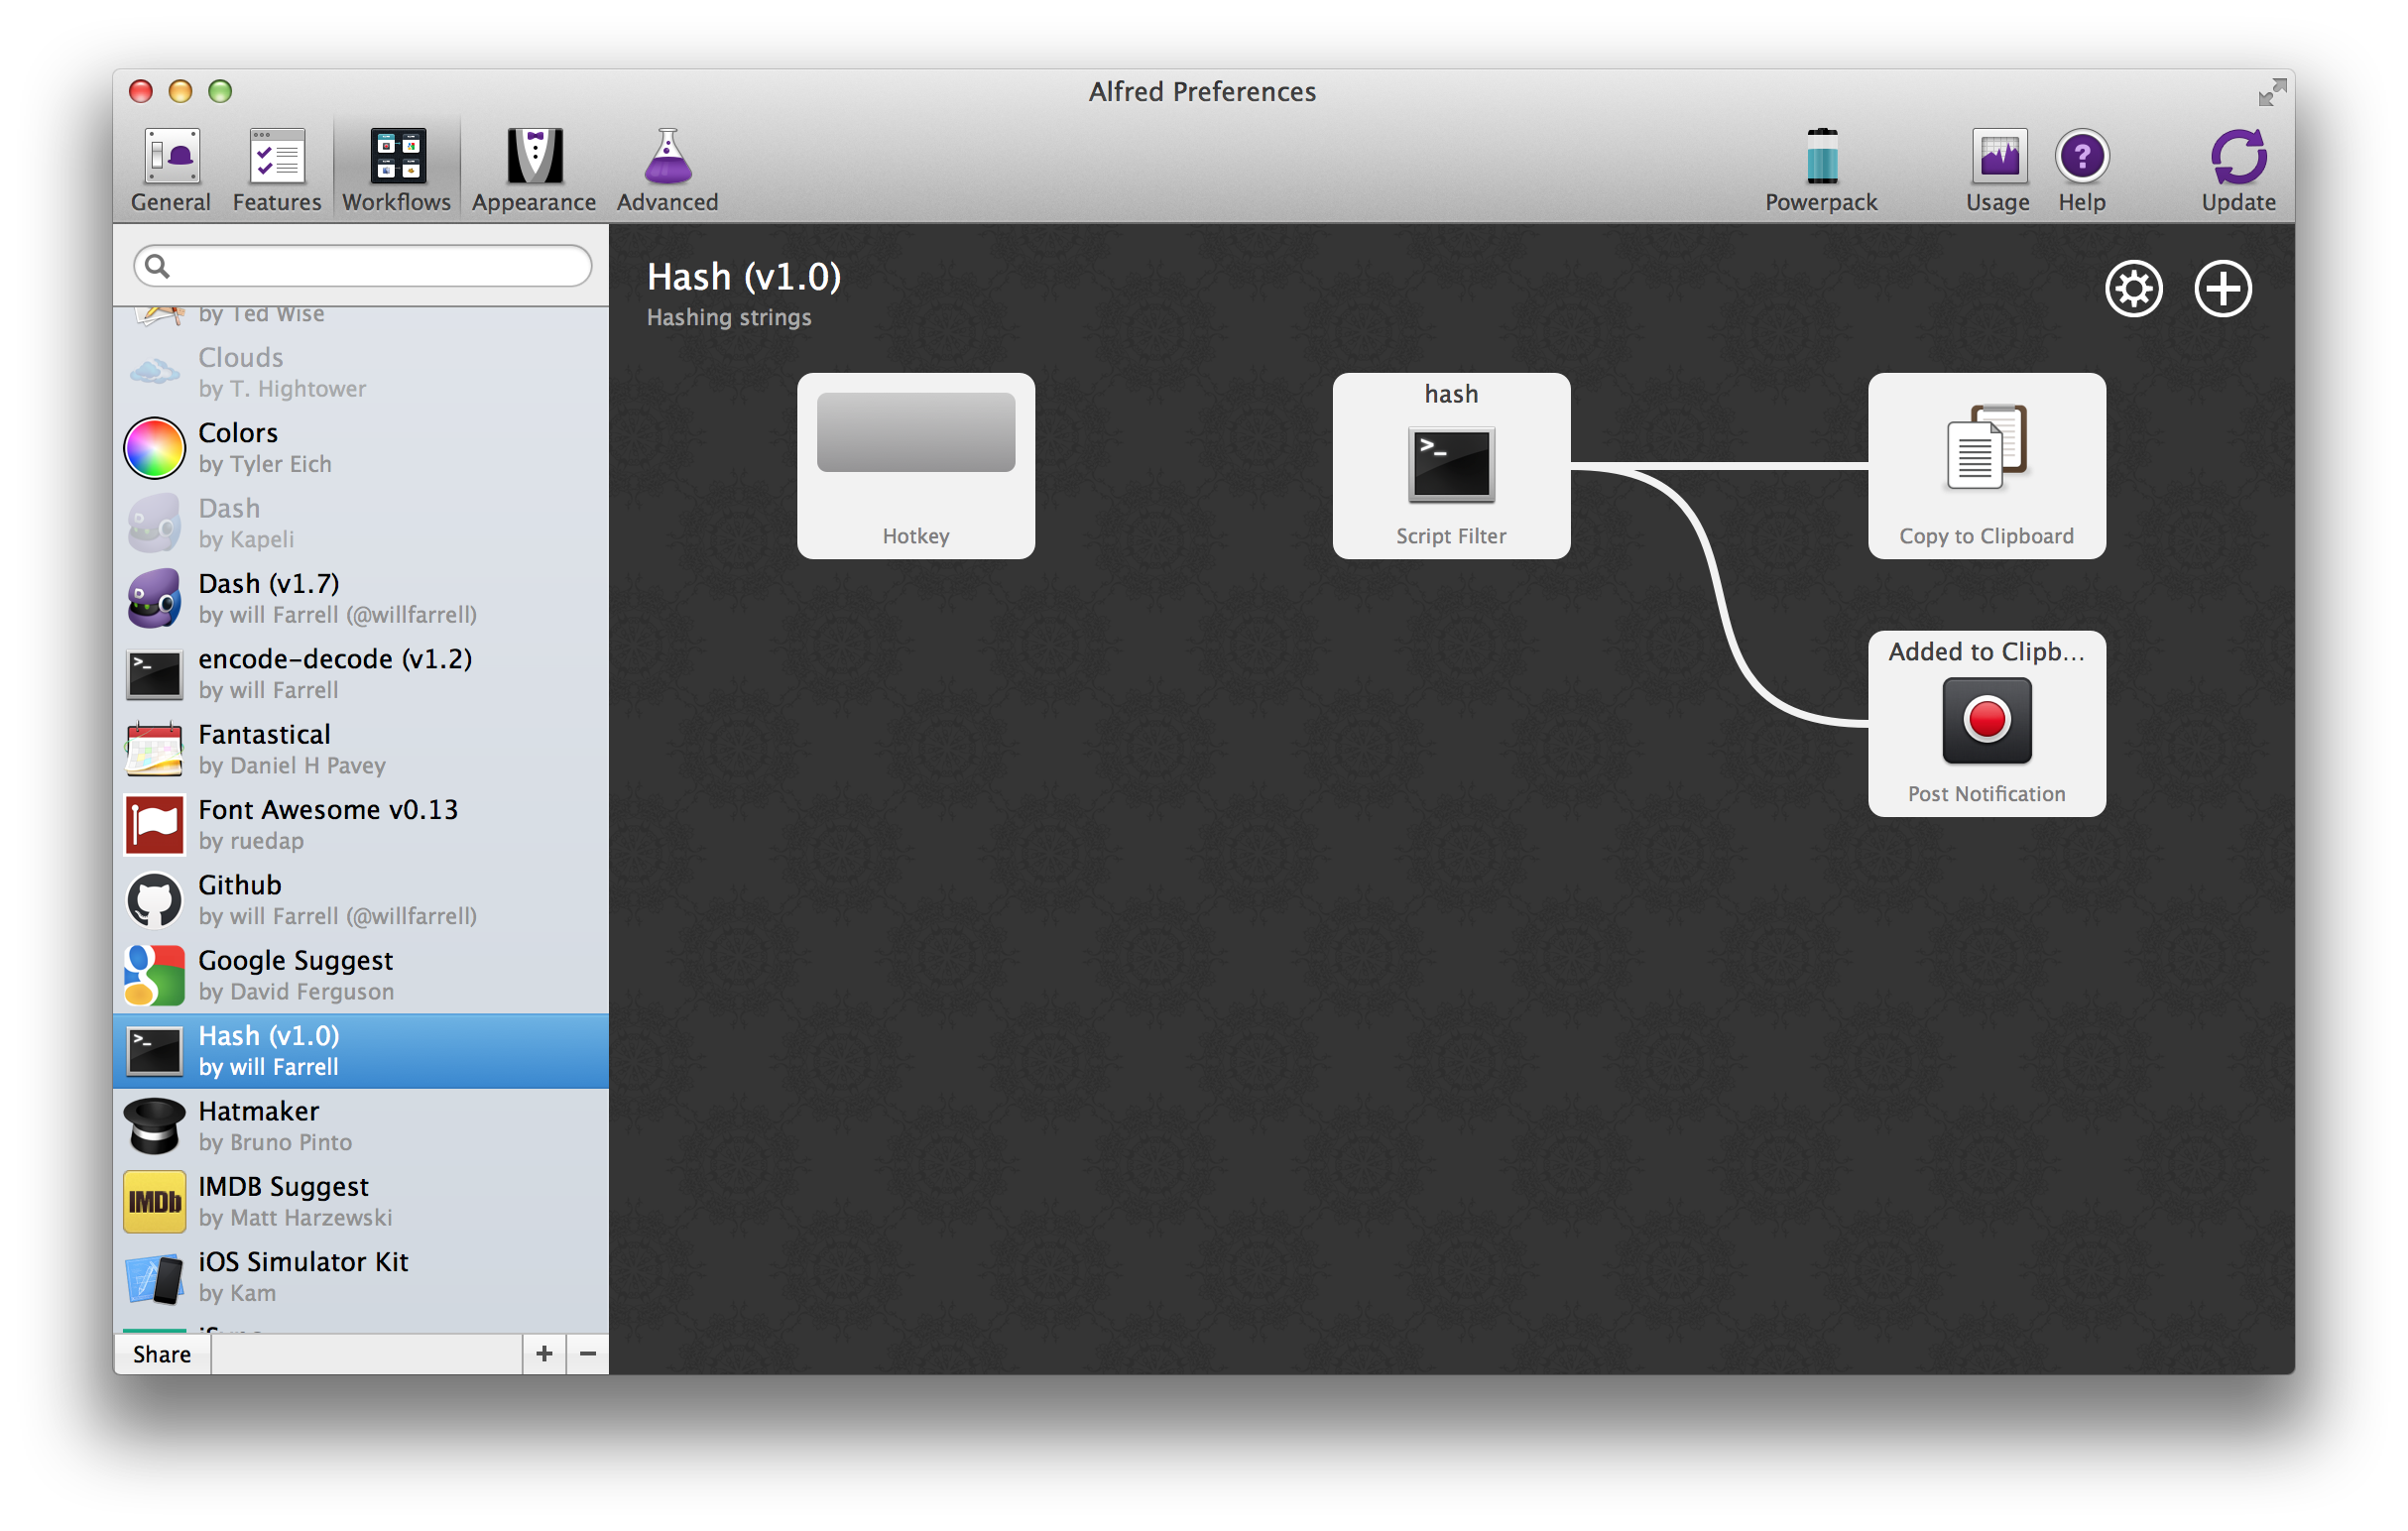 Alfred Preferences
General
Features
Workflows
Appearance
Advanced
Powerpack
Usage
Help
Update
by Ted Wise
Clouds
by T. Hightower
Colors
by Tyler Eich
Dash
by Kapeli
Dash (v1.7)
by will Farrell (@willfarrell)
encode-decode (v1.2)
by will Farrell
Fantastical
by Daniel H Pavey
Font Awesome v0.13
by ruedap
Github
by will Farrell (@willfarrell)
Google Suggest
by David Ferguson
Hash (v1.0)
by will Farrell
Hatmaker
by Bruno Pinto
IMDb
IMDB Suggest
by Matt Harzewski
iOS Simulator Kit
by Kam
Share
Hash (v1.0)
Hashing strings
Hotkey
hash
Script Filter
Copy to Clipboard
Added to Clipb...
Post Notification